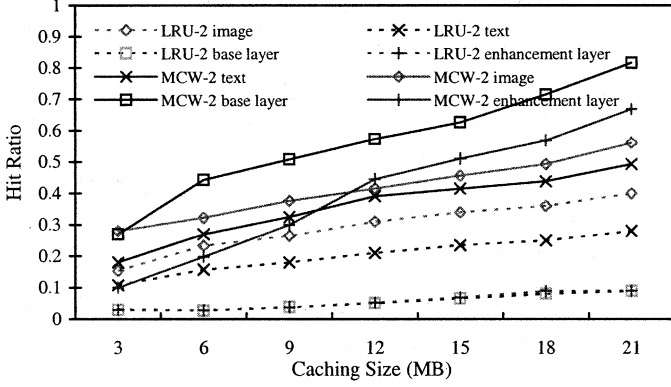 1
0.9
0.8
0.7
0.6
0.5
0.4
0.3
0.2
0.1
0
Hit Ratio
LRU-2 image
LRU-2 text
LRU-2 base layer
LRU-2 enhancement layer
MCW-2 text
MCW-2 image
MCW-2 base layer
MCW-2 enhancement layer
3 6 9 12 15 18 21
Caching Size (MB)